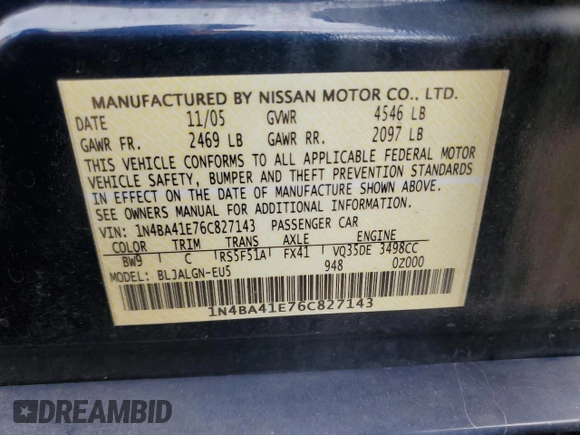 MANUFACTURED BY NISSAN MOTOR CO., LTD.
DATE 11/05 GVWR 4546 LB
GAWR FR. 2469 LB GAWR RR. 2097 LB
THIS VEHICLE CONFORMS TO ALL APPLICABLE FEDERAL MOTOR
VEHICLE SAFETY, BUMPER AND THEFT PREVENTION STANDARDS
IN EFFECT ON THE DATE OF MANUFACTURE SHOWN ABOVE.
SEE OWNERS MANUAL FOR ADDITIONAL INFORMATION.
VIN: 1N4BA41E76C827143 PASSENGER CAR
COLOR TRIM TRANS AXLE ENGINE
BW9 C RS5F51A FX41 VQ35DE 3498CC
MODEL: BLJALGN-EU5 948 0Z000
1N4BA41E76C827143
DREAMBID